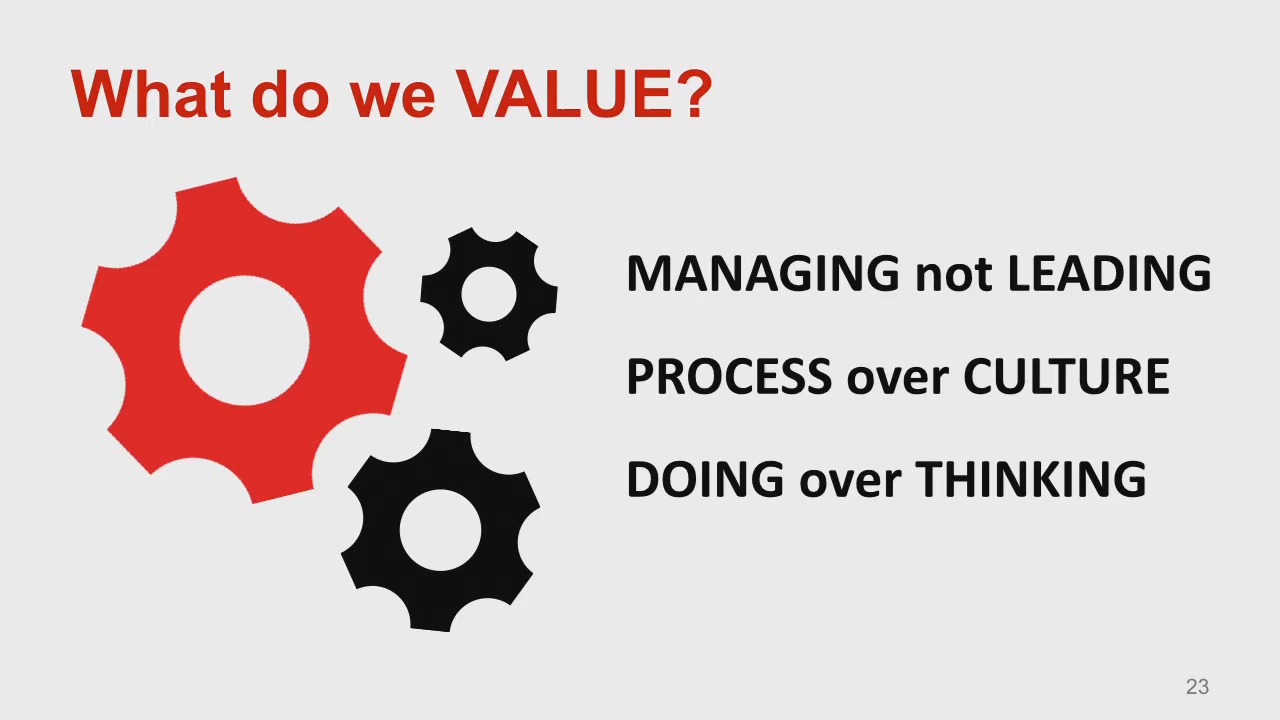 What do we VALUE?
MANAGING not LEADING
PROCESS over CULTURE
DOING over THINKING
23